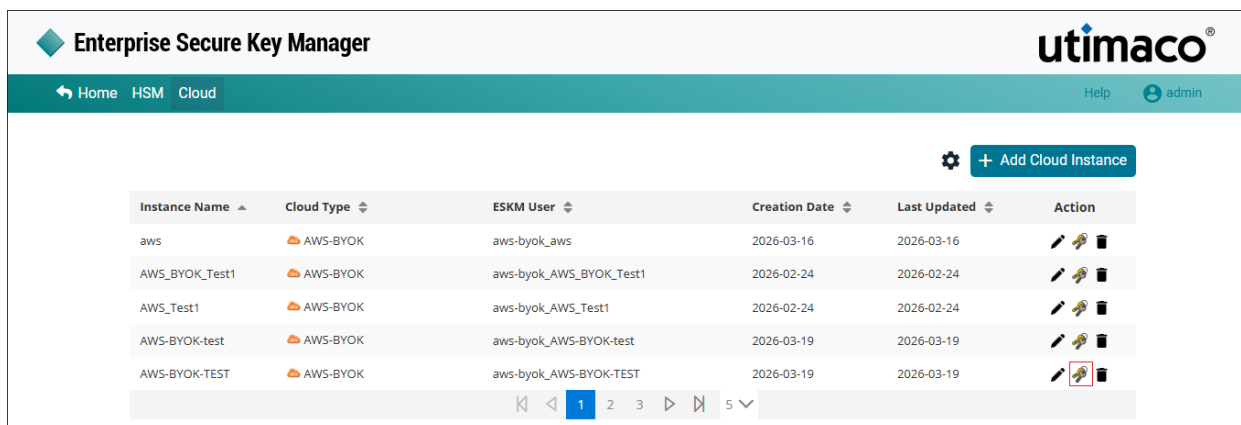 Enterprise Secure Key Manager
utimaco®
Home HSM Cloud Help admin
+ Add Cloud Instance
Instance Name Cloud Type ESKM User Creation Date Last Updated Action
aws AWS-BYOK aws-byok_aws 2026-03-16 2026-03-16
AWS_BYOK_Test1 AWS-BYOK aws-byok_AWS_BYOK_Test1 2026-02-24 2026-02-24
AWS_Test1 AWS-BYOK aws-byok_AWS_Test1 2026-02-24 2026-02-24
AWS-BYOK-test AWS-BYOK aws-byok_AWS-BYOK-test 2026-03-19 2026-03-19
AWS-BYOK-TEST AWS-BYOK aws-byok_AWS-BYOK-TEST 2026-03-19 2026-03-19
1 2 3 5